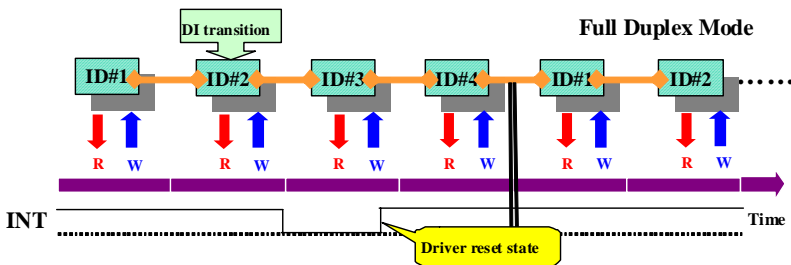 DI transition
Full Duplex Mode
ID#1 ID#2 ID#3 ID#4 ID#1 ID#2
R W R W R W R W R W R W
INT
Time
Driver reset state